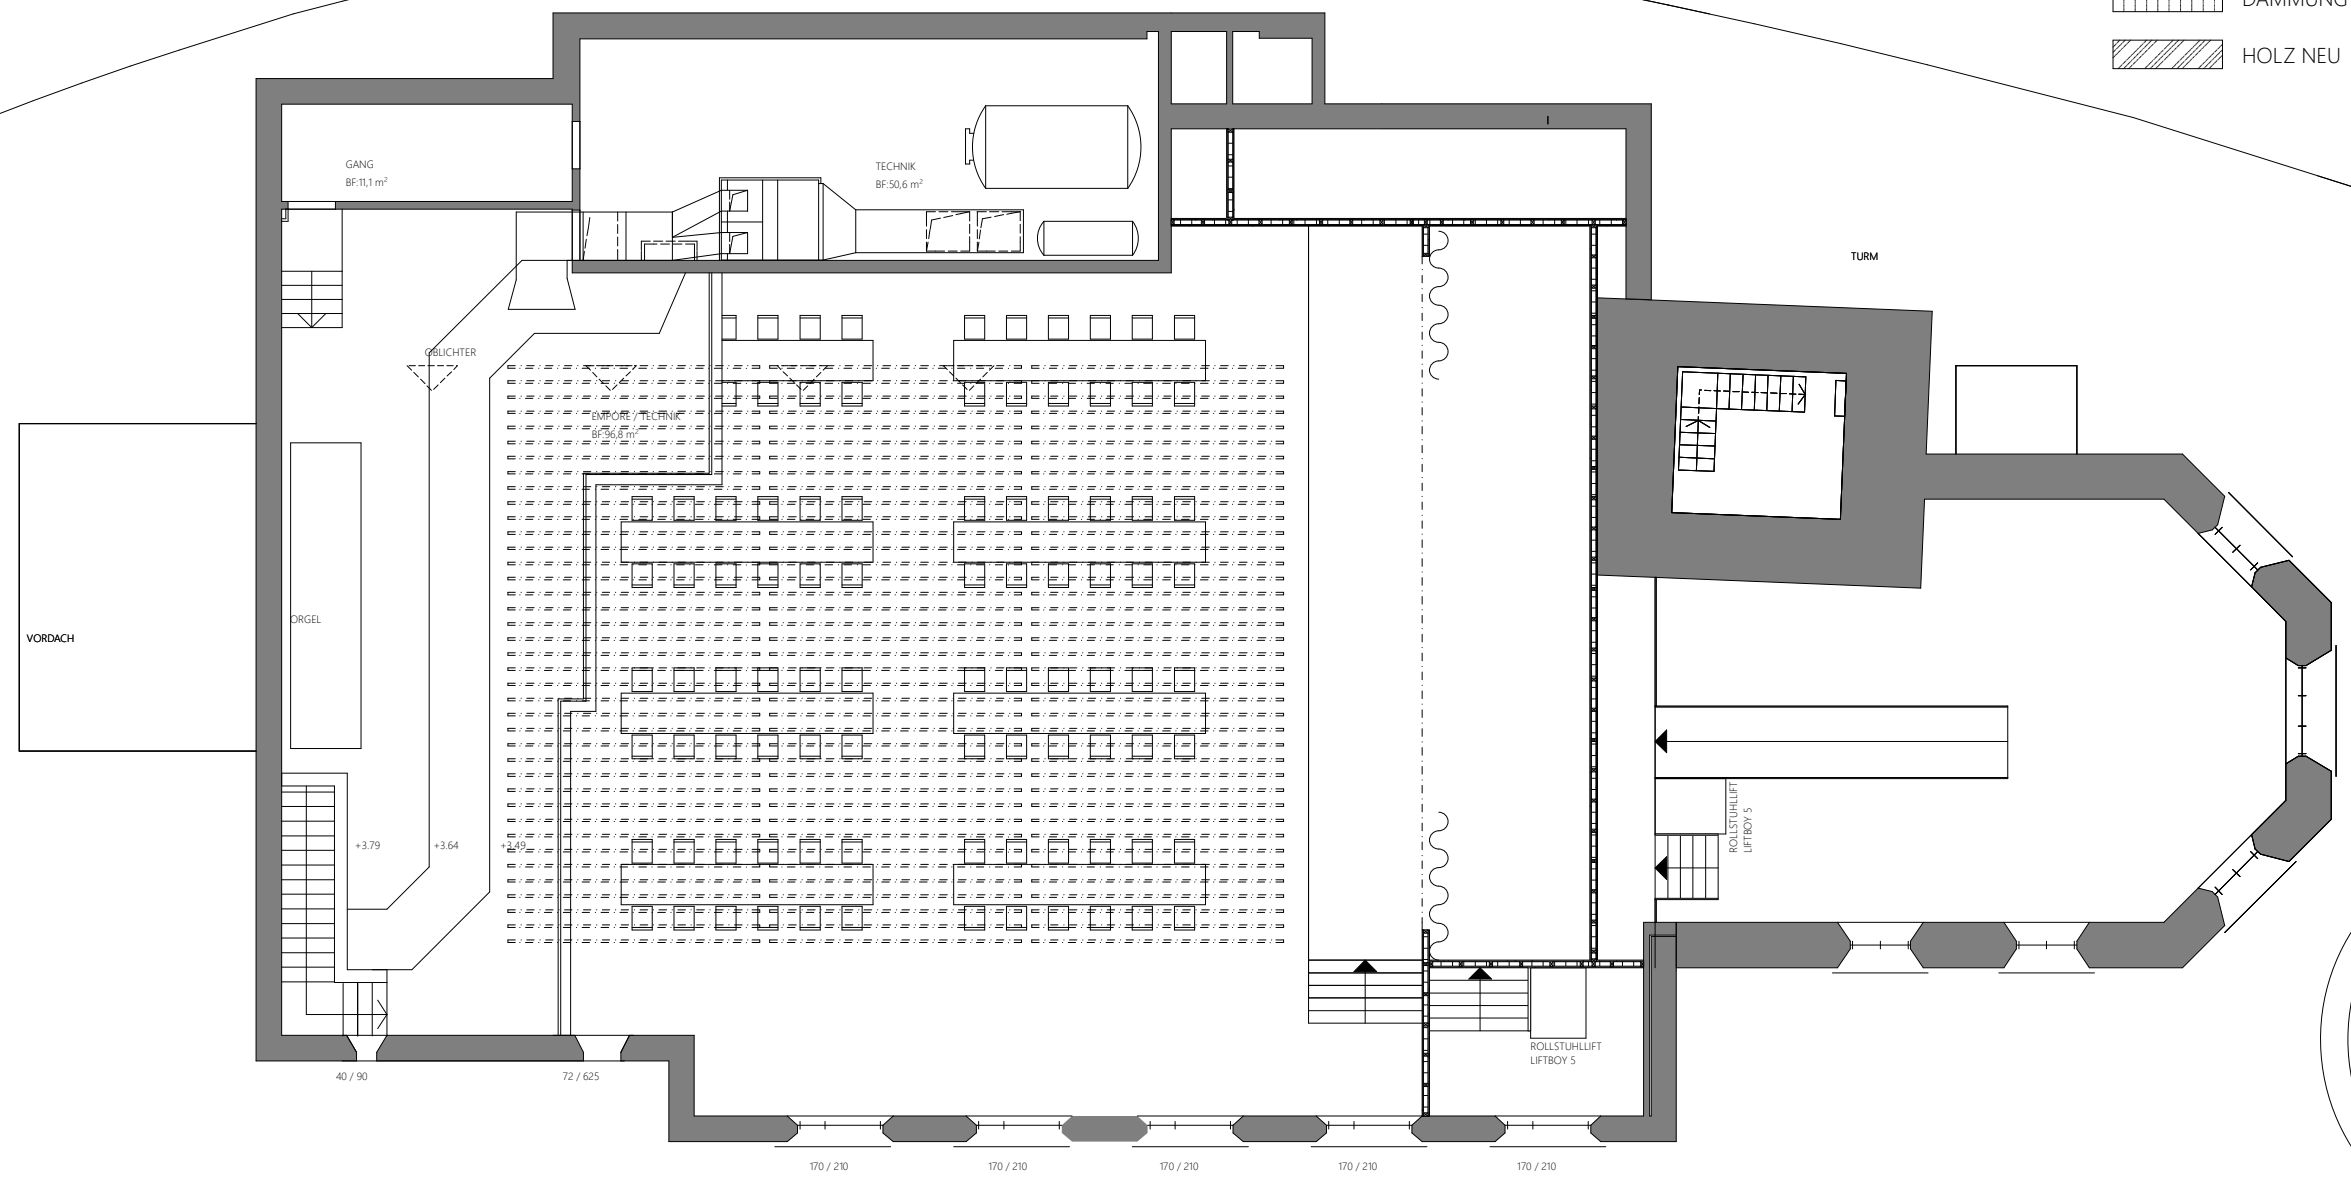 DÄMMUNG
HOLZ NEU
GANG
BF:11,1 m²
TECHNIK
BF:50,6 m²
TURM
OBLICHTER
EMPORE / TECHNIK
BF:96,8 m²
ORGEL
VORDACH
ROLLSTUHLLIFT
LIFTBOY 5
+3.79
+3.64
+3.49
ROLLSTUHLLIFT
LIFTBOY 5
40 / 90
72 / 625
170 / 210
170 / 210
170 / 210
170 / 210
170 / 210